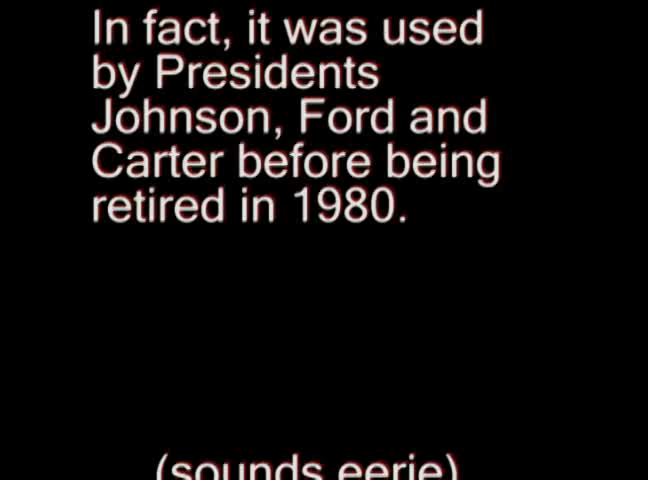 In fact, it was used
by Presidents
Johnson, Ford and
Carter before being
retired in 1980.
(sounds eerie)